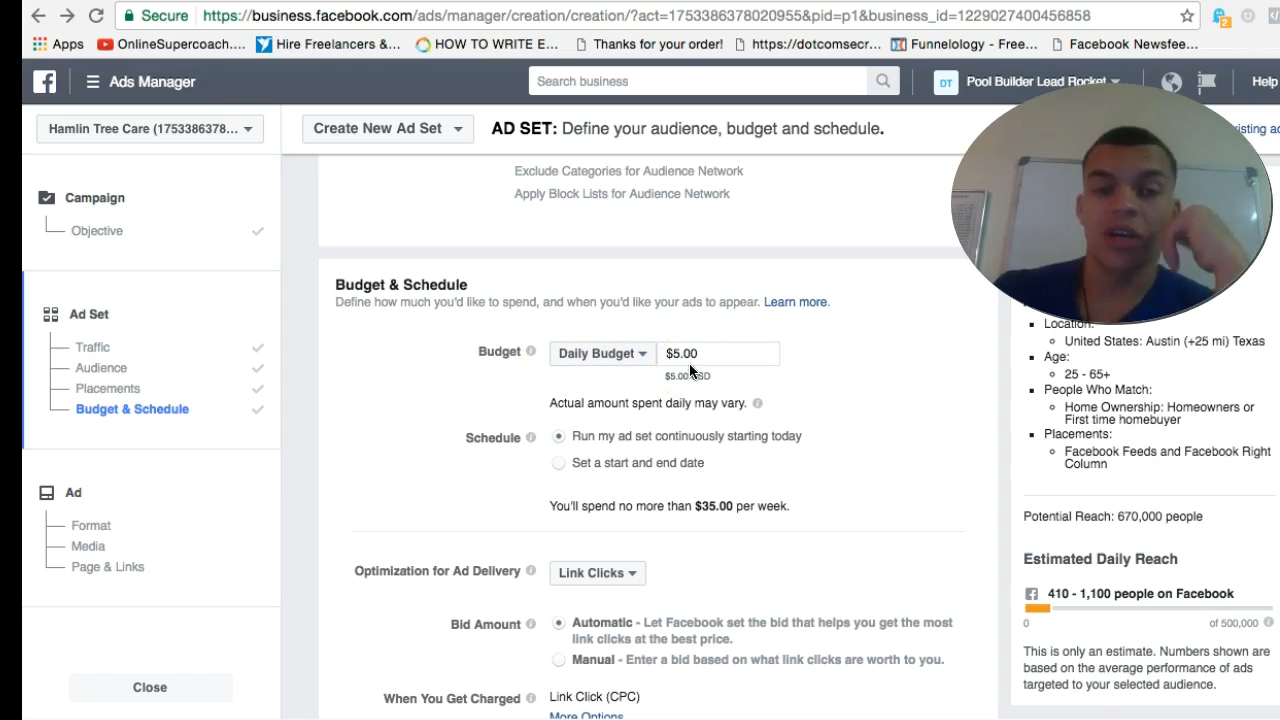 Secure
https://business.facebook.com/ads/manager/creation/creation/?act=1753386378020955&pid=p1&business_id=1229027400456858
2
Apps
OnlineSupercoach....
Hire Freelancers &...
HOW TO WRITE E...
Thanks for your order!
https://dotcomsecr...
Funnelology - Free...
Facebook Newsfee...
Ads Manager
Search business
DT
Pool Builder Lead Rocket
Help
Hamlin Tree Care (1753386378...
Create New Ad Set
AD SET: Define your audience, budget and schedule.
Campaign
Objective
Ad Set
Traffic
Audience
Placements
Budget & Schedule
Ad
Format
Media
Page & Links
Close
Exclude Categories for Audience Network
Apply Block Lists for Audience Network
Budget & Schedule
Define how much you'd like to spend, and when you'd like your ads to appear. Learn more.
Budget
Daily Budget
$5.00
Actual amount spent daily may vary.
Schedule
Run my ad set continuously starting today
Set a start and end date
You'll spend no more than $35.00 per week.
Optimization for Ad Delivery
Link Clicks
Bid Amount
Automatic - Let Facebook set the bid that helps you get the most
link clicks at the best price.
Manual - Enter a bid based on what link clicks are worth to you.
When You Get Charged
Link Click (CPC)
More Options
Location:
United States: Austin (+25 mi) Texas
Age:
25 - 65+
People Who Match:
Home Ownership: Homeowners or
First time homebuyer
Placements:
Facebook Feeds and Facebook Right
Column
Potential Reach: 670,000 people
Estimated Daily Reach
410 - 1,100 people on Facebook
0
of 500,000
This is only an estimate. Numbers shown are
based on the average performance of ads
targeted to your selected audience.